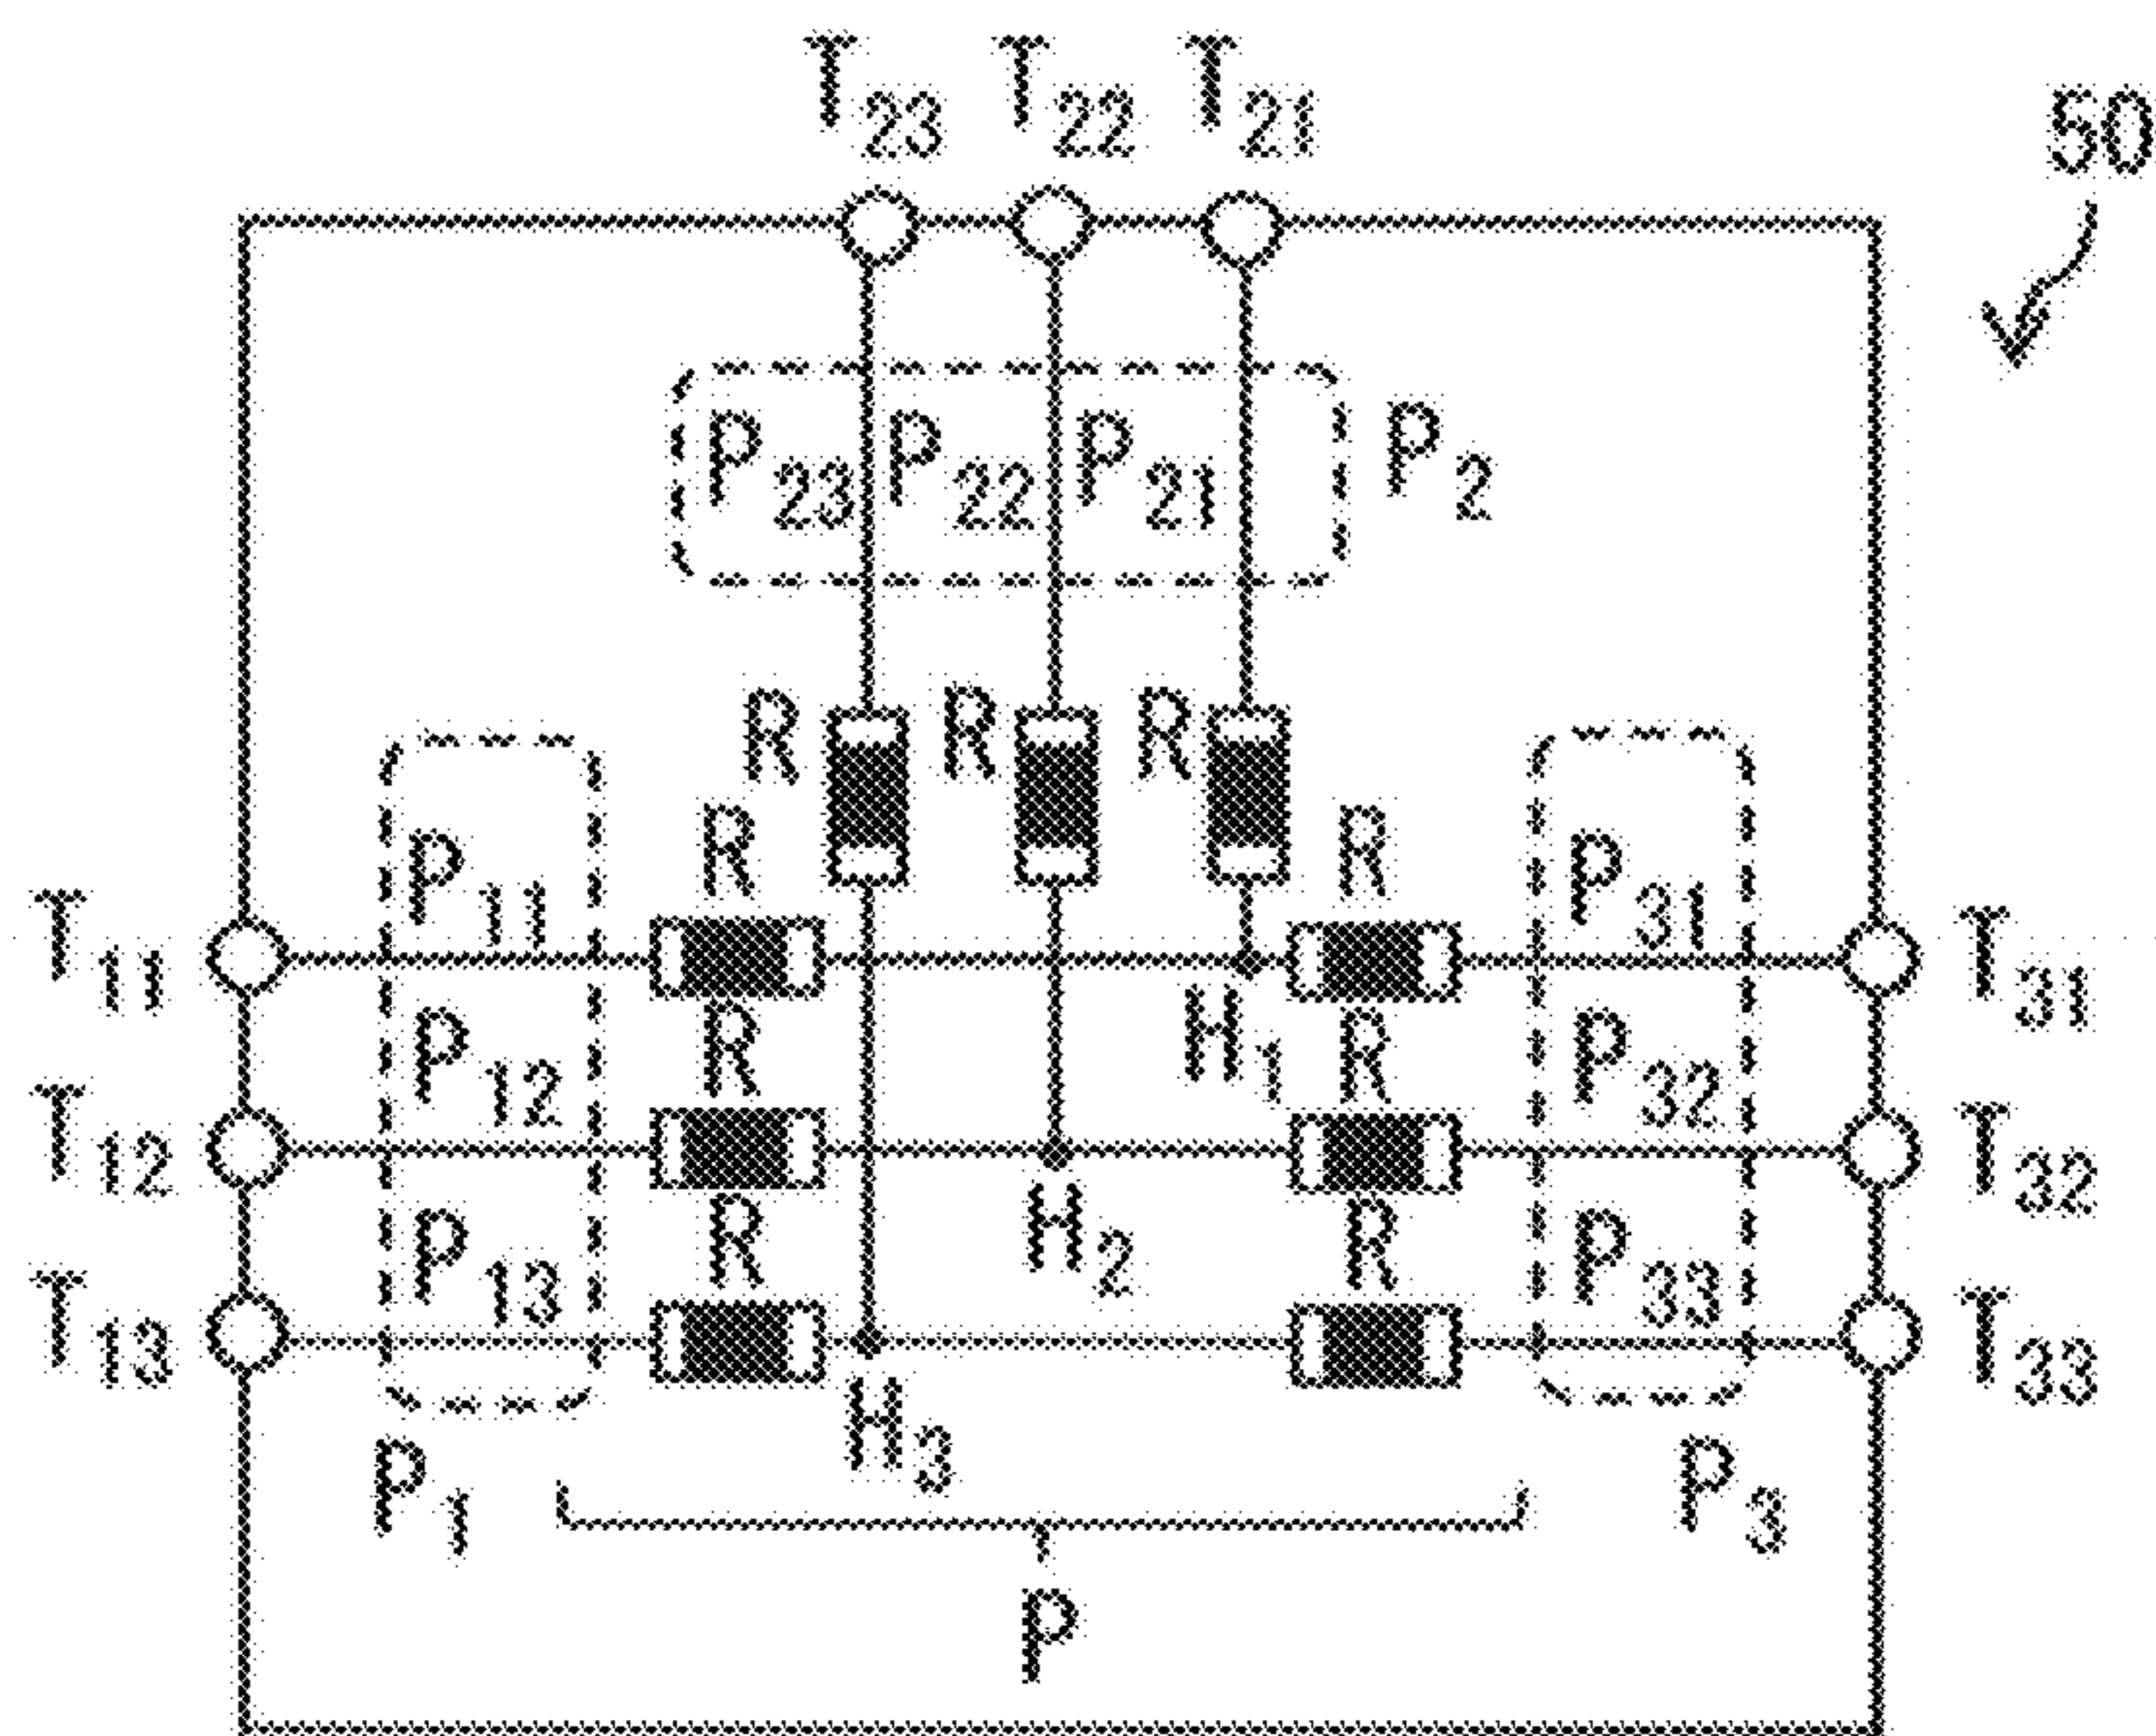 T23 T22 T21
50
P23 P22 P21 P2
R R R
R R
P11 P31
T11 T31
H1
R R
P12 P32
T12 T32
H2
R R
P13 P33
T13 T33
H3
P1 P3
P